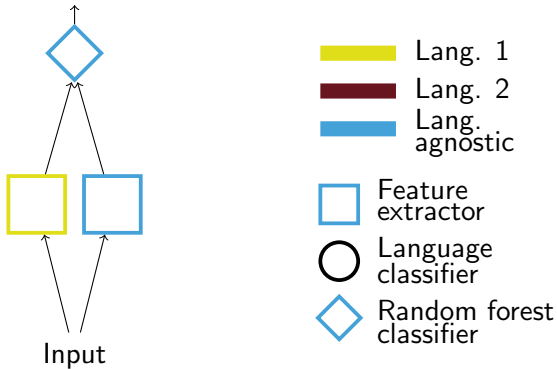 Lang. 1
Lang. 2
Lang.
agnostic
Feature
extractor
Language
classifier
Random forest
classifier
Input